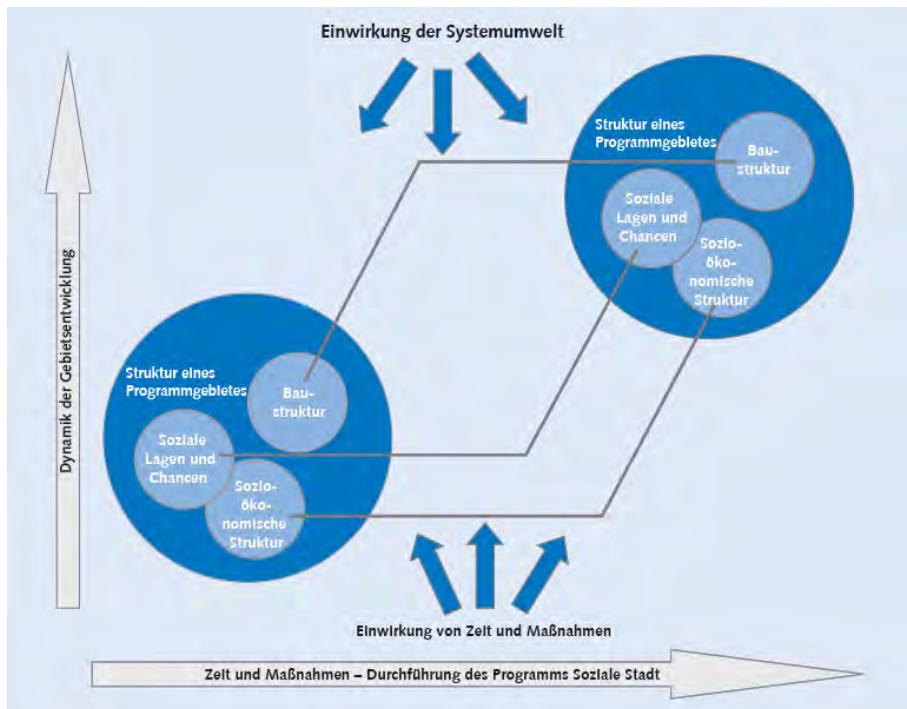 Einwirkung der Systemumwelt
Struktur eines
Programmgebietes
Bau-
struktur
Soziale
Lagen und
Chancen
Sozio-
öko-
nomische
Struktur
Dynamik der Gebietsentwicklung
Struktur eines
Programmgebietes
Bau-
struktur
Soziale
Lagen und
Chancen
Sozio-
öko-
nomische
Struktur
Einwirkung von Zeit und Maßnahmen
Zeit und Maßnahmen – Durchführung des Programms Soziale Stadt